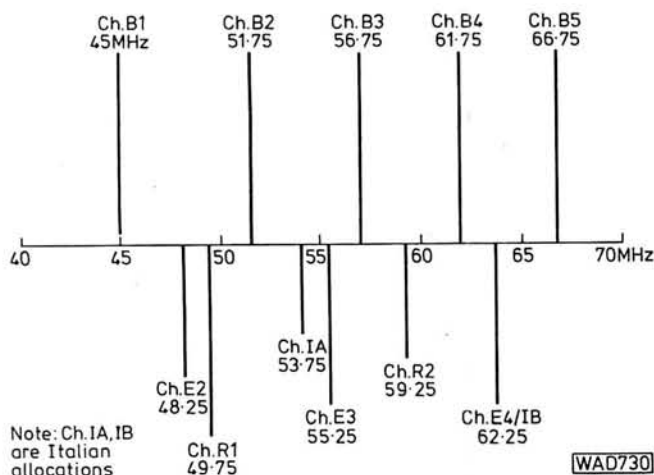 Ch.B1
45MHz
Ch.B2
51·75
Ch.B3
56·75
Ch.B4
61·75
Ch.B5
66·75
40
45
50
55
60
65
70MHz
Ch.E2
48·25
Ch.R1
49·75
Ch.IA
53·75
Ch.E3
55·25
Ch.R2
59·25
Ch.E4/IB
62·25
Note: Ch.IA,IB
are Italian
allocations
WAD730